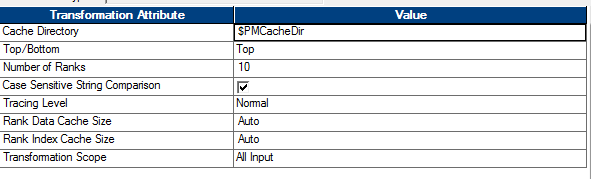 Transformation Attribute Value
Cache Directory $PMCacheDir
Top/Bottom Top
Number of Ranks 10
Case Sensitive String Comparison
Tracing Level Normal
Rank Data Cache Size Auto
Rank Index Cache Size Auto
Transformation Scope All Input